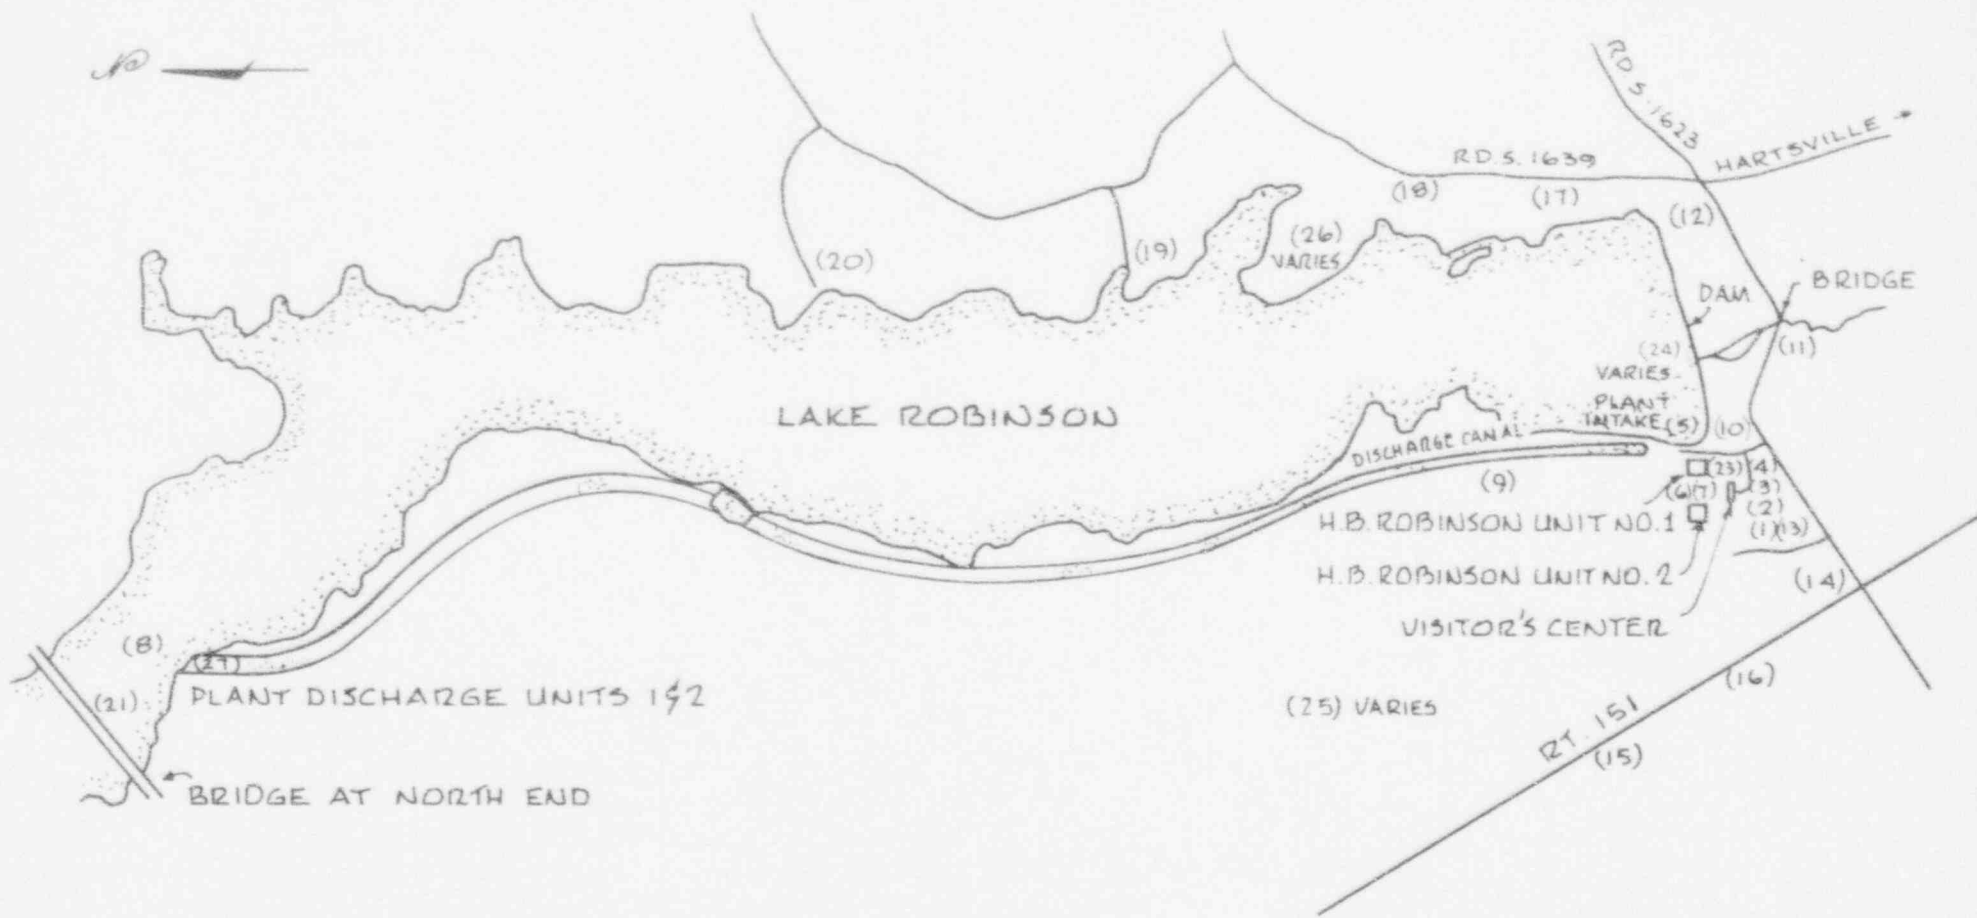 N
RD. S. 1623
HARTSVILLE
RD. S. 1639
(18)
(17)
(12)
(20)
(19)
(26)
VARIES
BRIDGE
DAM
(11)
(24)
VARIES
PLANT
INTAKE (5)
(10)
LAKE ROBINSON
DISCHARGE CANAL
(9)
(23)
(4)
(6)(7)
(3)
(2)
(1)(13)
H.B. ROBINSON UNIT NO. 1
H.B. ROBINSON UNIT NO. 2
(14)
VISITOR'S CENTER
(8)
(27)
(21)
PLANT DISCHARGE UNITS 1&2
(25) VARIES
(16)
RT. 151
(15)
BRIDGE AT NORTH END